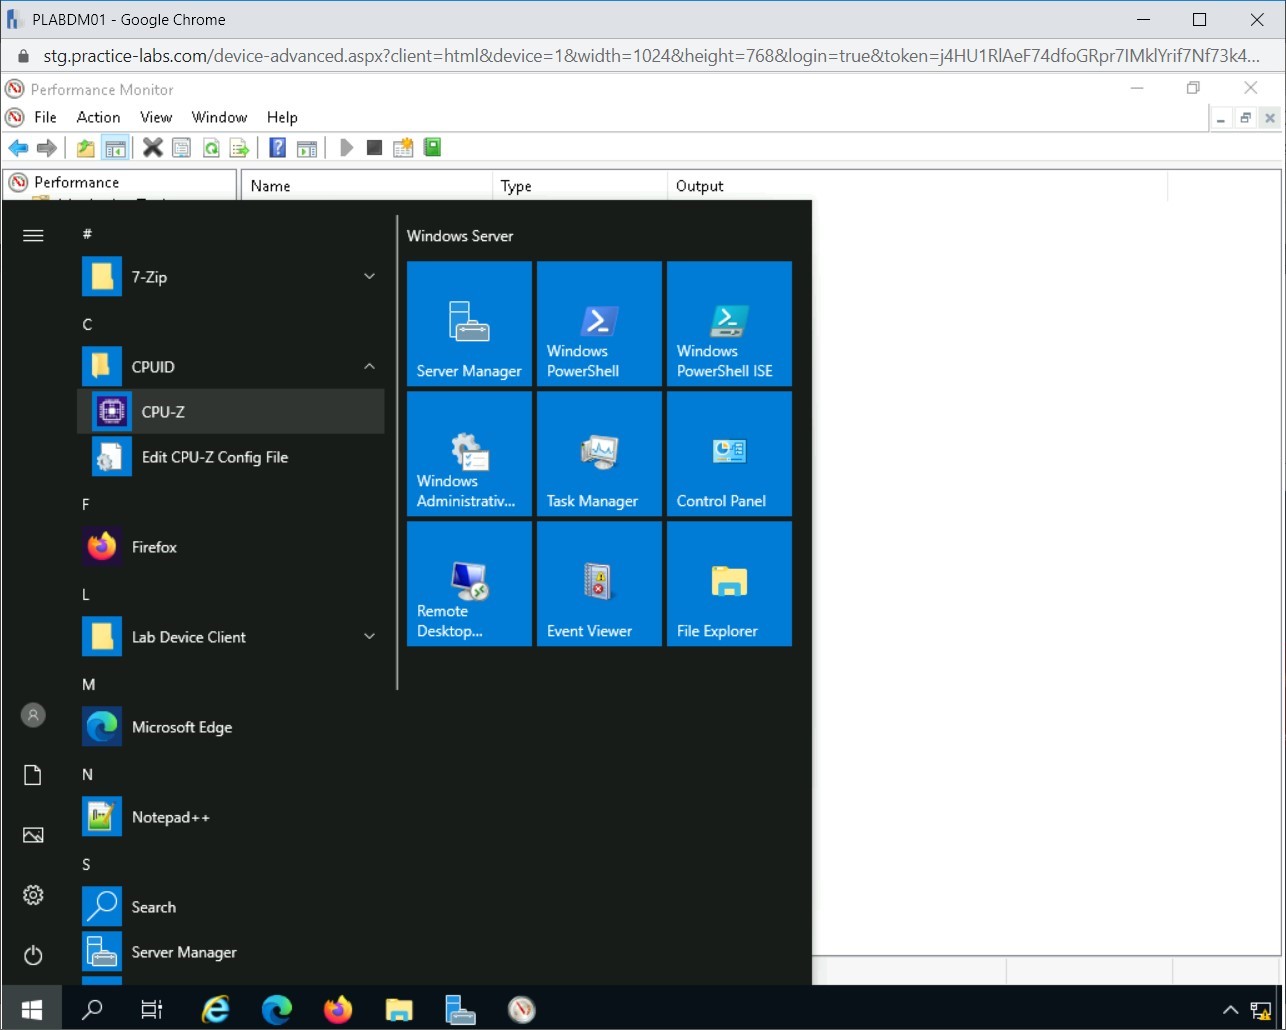 PLABDM01 - Google Chrome
stg.practice-labs.com/device-advanced.aspx?client=html&device=1&width=1024&height=768&login=true&token=j4HU1RlAeF74dfoGRpr7IMklYrif7Nf73k4...
Performance Monitor
File Action View Window Help
Performance
Name Type Output
#
7-Zip
C
CPUID
CPU-Z
Edit CPU-Z Config File
F
Firefox
L
Lab Device Client
M
Microsoft Edge
N
Notepad++
S
Search
Server Manager
Windows Server
Server Manager
Windows
PowerShell
Windows
PowerShell ISE
Windows
Administrativ...
Task Manager
Control Panel
Remote
Desktop...
Event Viewer
File Explorer